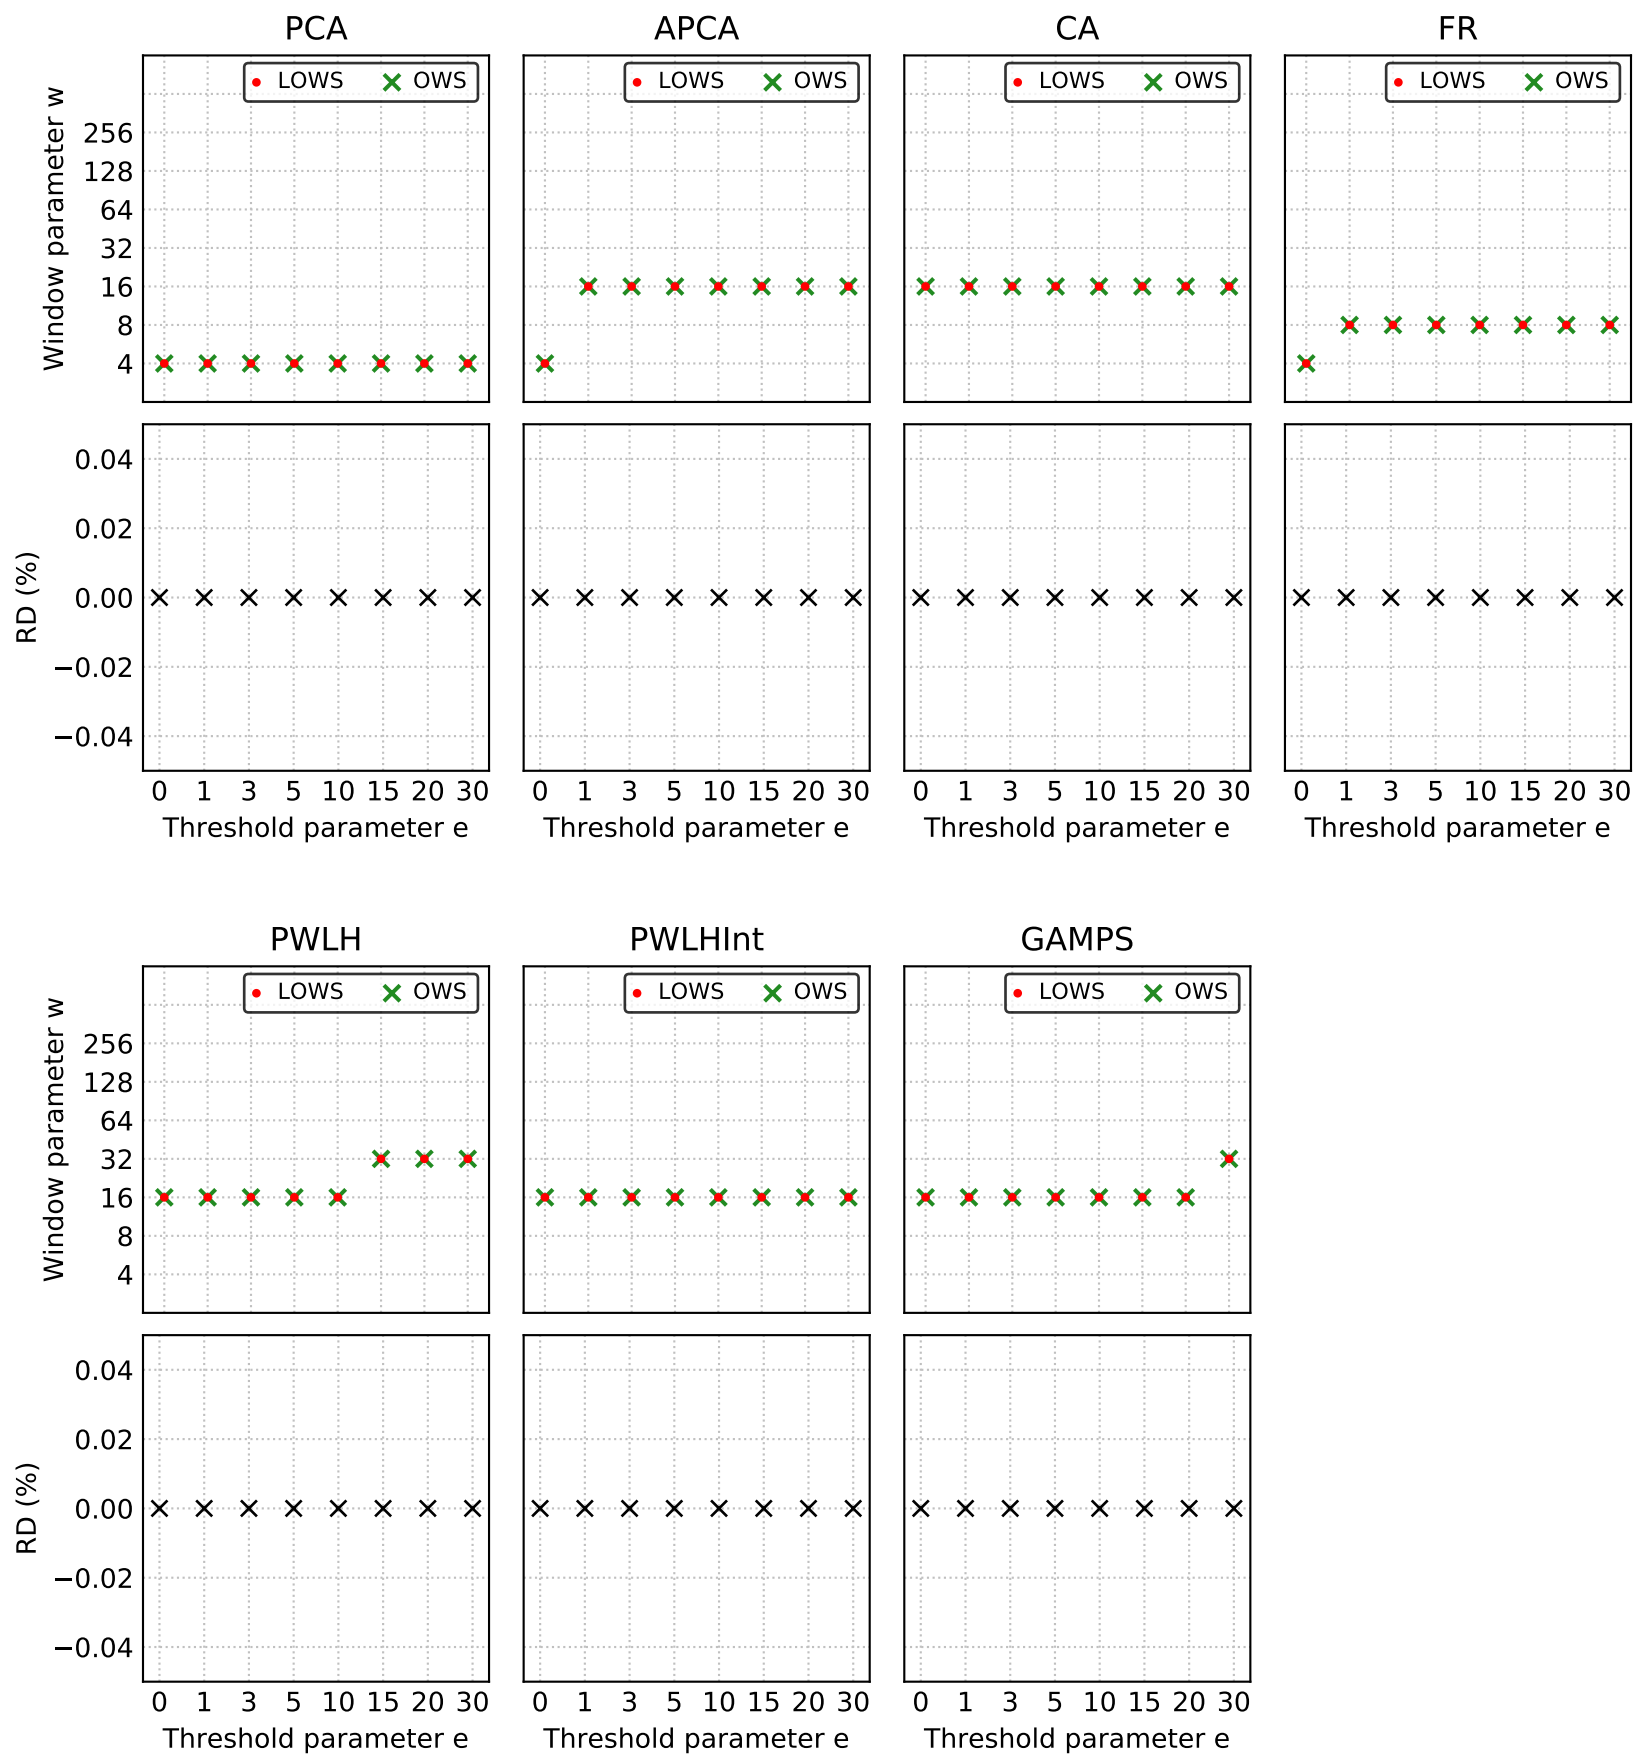 PCA APCA CA FR
LOWS OWS LOWS OWS LOWS OWS LOWS OWS
Window parameter w
256
128
64
32
16
8
4
RD (%)
0.04
0.02
0.00
−0.02
−0.04
0 1 3 5 10 15 20 30 0 1 3 5 10 15 20 30 0 1 3 5 10 15 20 30 0 1 3 5 10 15 20 30
Threshold parameter e Threshold parameter e Threshold parameter e Threshold parameter e
PWLH PWLHInt GAMPS
LOWS OWS LOWS OWS LOWS OWS
Window parameter w
256
128
64
32
16
8
4
RD (%)
0.04
0.02
0.00
−0.02
−0.04
0 1 3 5 10 15 20 30 0 1 3 5 10 15 20 30 0 1 3 5 10 15 20 30
Threshold parameter e Threshold parameter e Threshold parameter e